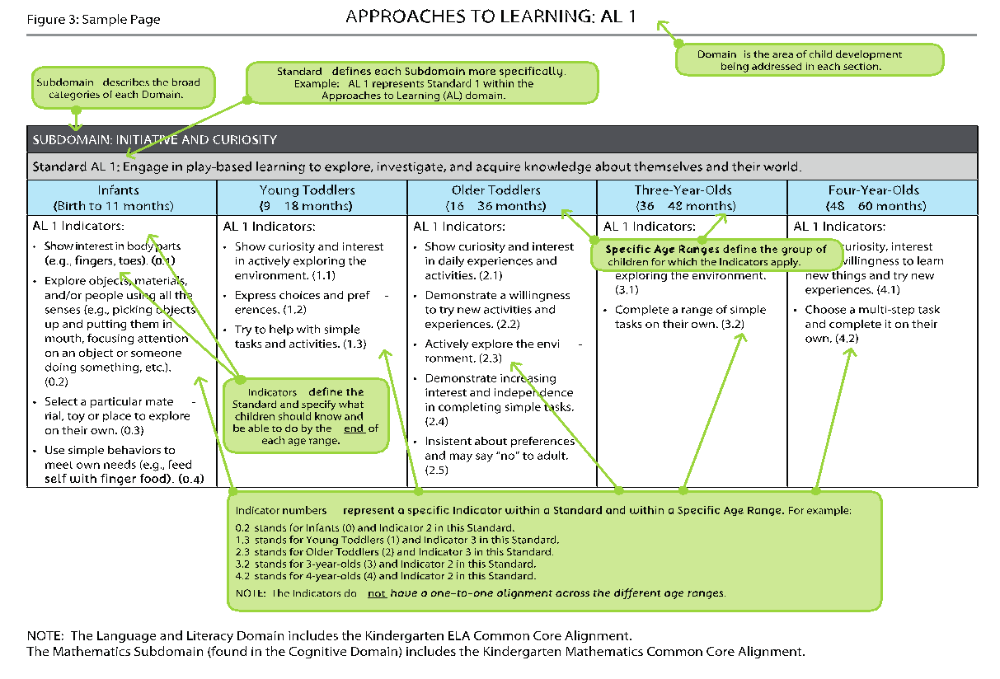 Figure 3: Sample Page
APPROACHES TO LEARNING: AL 1
Domain is the area of child development
being addressed in each section.
Subdomain describes the broad
categories of each Domain.
Standard defines each Subdomain more specifically.
Example: AL 1 represents Standard 1 within the
Approaches to Learning (AL) domain.
SUBDOMAIN: INITIATIVE AND CURIOSITY
Standard AL 1: Engage in play-based learning to explore, investigate, and acquire knowledge about themselves and their world.
Infants
(Birth to 11 months)
Young Toddlers
(9 18 months)
Older Toddlers
(16 36 months)
Three-Year-Olds
(36 48 months)
Four-Year-Olds
(48 60 months)
AL 1 Indicators:
• Show interest in body parts
(e.g., fingers, toes). (0.1)
• Explore objects, materials,
and/or people using all the
senses (e.g., picking objects
up and putting them in
mouth, focusing attention
on an object or someone
doing something, etc.).
(0.2)
• Select a particular mate -
rial, toy or place to explore
on their own. (0.3)
• Use simple behaviors to
meet own needs (e.g., feed
self with finger food). (0.4)
AL 1 Indicators:
• Show curiosity and interest
in actively exploring the
environment. (1.1)
• Express choices and pref -
erences. (1.2)
• Try to help with simple
tasks and activities. (1.3)
AL 1 Indicators:
• Show curiosity and interest
in daily experiences and
activities. (2.1)
• Demonstrate a willingness
to try new activities and
experiences. (2.2)
• Actively explore the envi -
ronment. (2.3)
• Demonstrate increasing
interest and independence
in completing simple tasks.
(2.4)
• Insistent about preferences
and may say “no” to adult.
(2.5)
AL 1 Indicators:
exploring the environment.
(3.1)
• Complete a range of simple
tasks on their own. (3.2)
AL 1 Indicators:
curiosity, interest
willingness to learn
new things and try new
experiences. (4.1)
• Choose a multi-step task
and complete it on their
own. (4.2)
Specific Age Ranges define the group of
children for which the Indicators apply.
Indicators define the
Standard and specify what
children should know and
be able to do by the end of
each age range.
Indicator numbers represent a specific Indicator within a Standard and within a Specific Age Range. For example:
0.2 stands for Infants (0) and Indicator 2 in this Standard.
1.3 stands for Young Toddlers (1) and Indicator 3 in this Standard.
2.3 stands for Older Toddlers (2) and Indicator 3 in this Standard.
3.2 stands for 3-year-olds (3) and Indicator 2 in this Standard.
4.2 stands for 4-year-olds (4) and Indicator 2 in this Standard.
NOTE: The Indicators do not have a one-to-one alignment across the different age ranges.
NOTE: The Language and Literacy Domain includes the Kindergarten ELA Common Core Alignment.
The Mathematics Subdomain (found in the Cognitive Domain) includes the Kindergarten Mathematics Common Core Alignment.